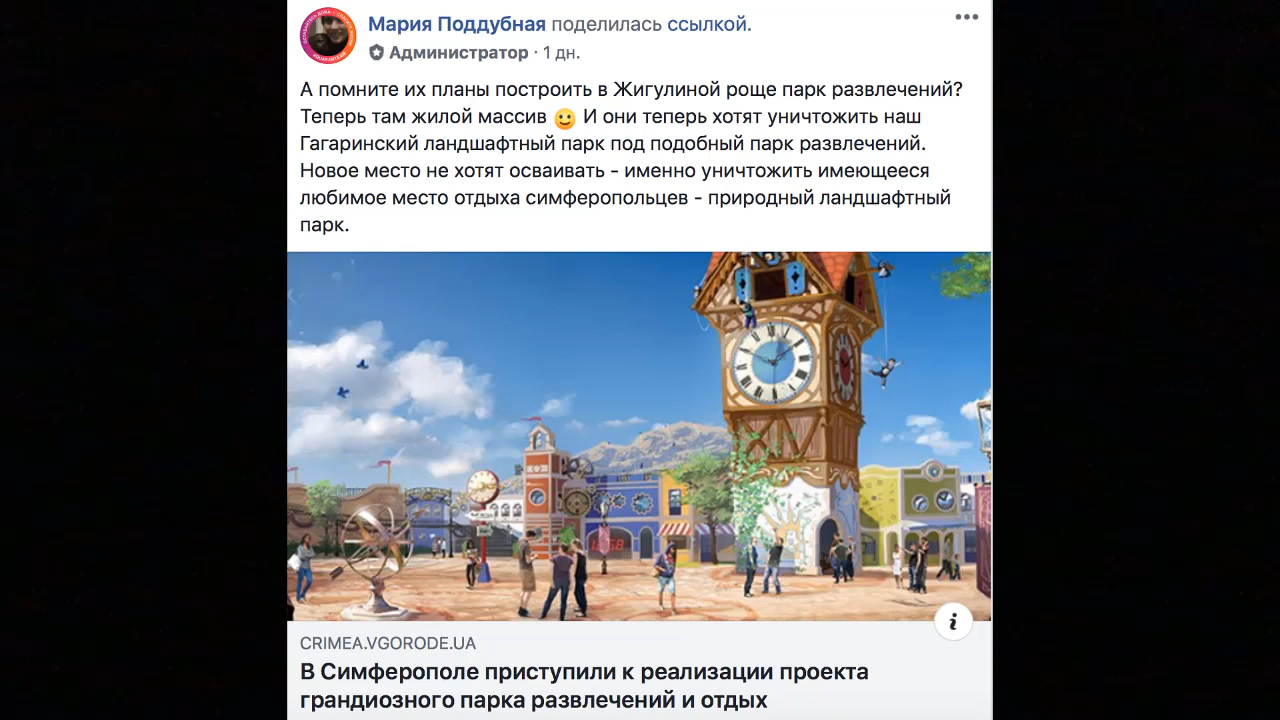 Мария Поддубная поделилась ссылкой.
Администратор · 1 дн.
А помните их планы построить в Жигулиной роще парк развлечений?
Теперь там жилой массив 🙂 И они теперь хотят уничтожить наш
Гагаринский ландшафтный парк под подобный парк развлечений.
Новое место не хотят осваивать - именно уничтожить имеющееся
любимое место отдыха симферопольцев - природный ландшафтный
парк.
CRIMEA.VGORODE.UA
В Симферополе приступили к реализации проекта
грандиозного парка развлечений и отдых